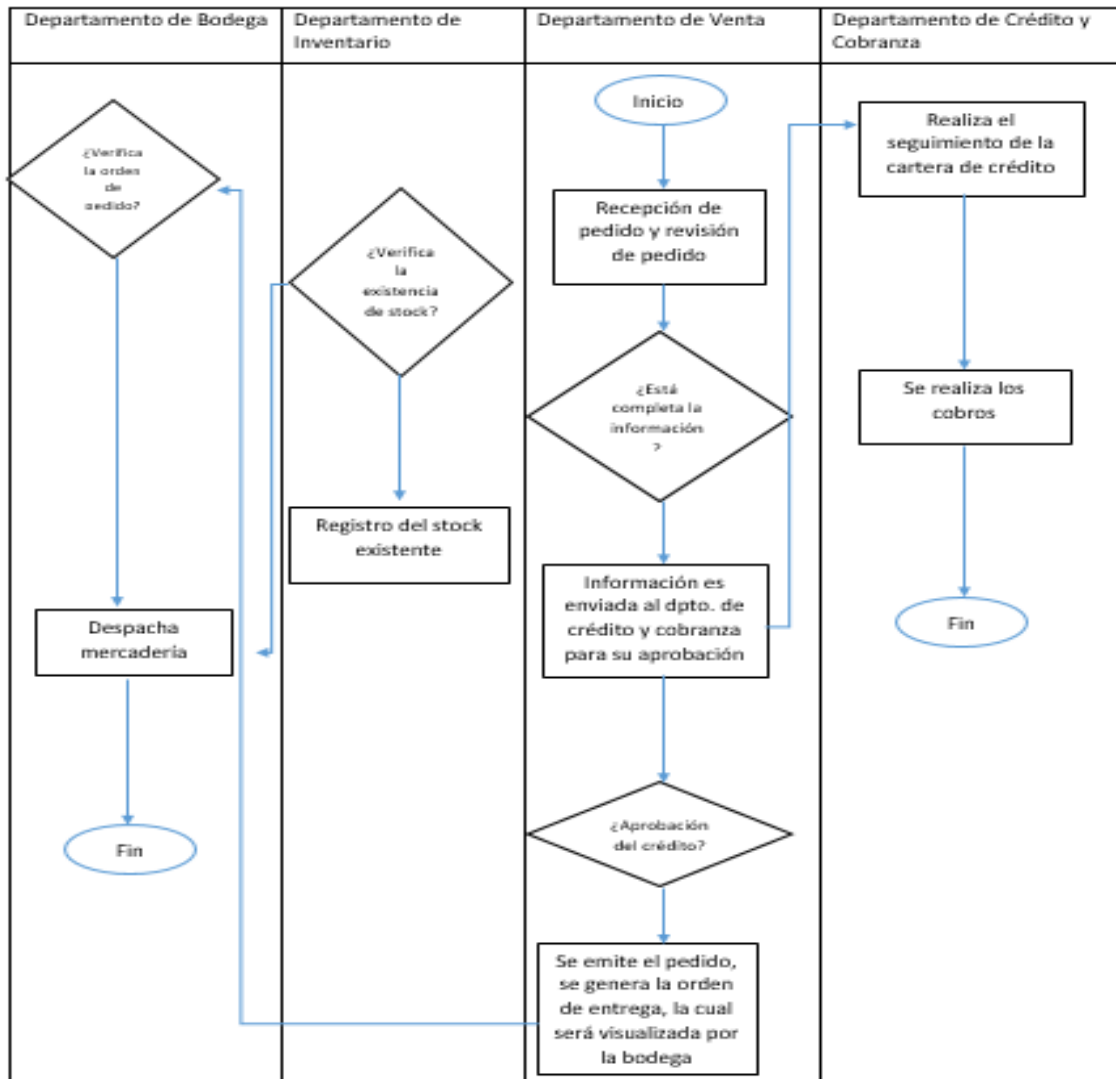 Departamento de Bodega
Departamento de
Inventario
Departamento de Venta
Departamento de Crédito y
Cobranza
¿Verifica
la orden
de
pedido?
Despacha
mercadería
Fin
¿Verifica
la
existencia
de stock?
Registro del stock
existente
Inicio
Recepción de
pedido y revisión
de pedido
¿Está
completa la
información
?
Información es
enviada al dpto. de
crédito y cobranza
para su aprobación
¿Aprobación
del crédito?
Se emite el pedido,
se genera la orden
de entrega, la cual
será visualizada por
la bodega
Realiza el
seguimiento de la
cartera de crédito
Se realiza los
cobros
Fin